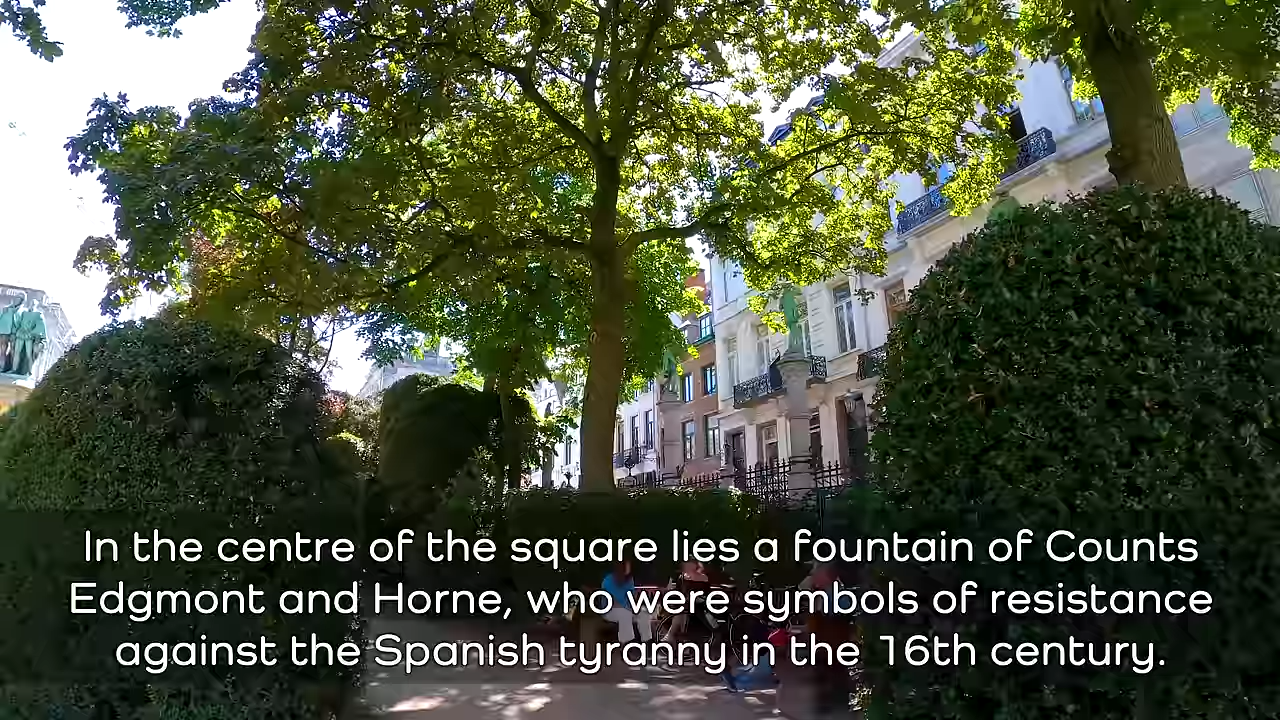 In the centre of the square lies a fountain of Counts
Edgmont and Horne, who were symbols of resistance
against the Spanish tyranny in the 16th century.